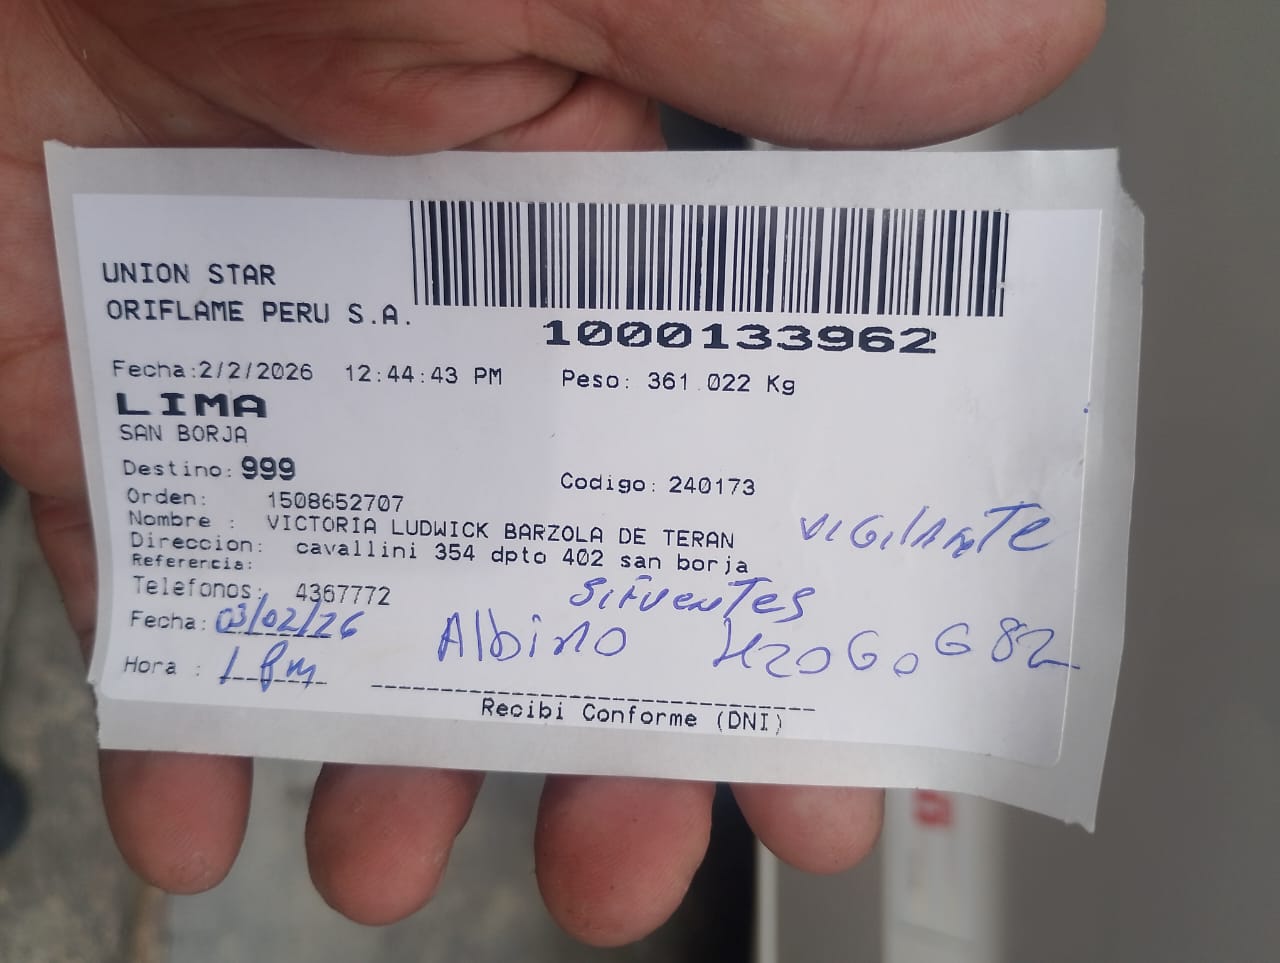 UNION STAR
ORIFLAME PERU S.A.
1000133962
Fecha:2/2/2026 12:44:43 PM Peso: 361.022 Kg
LIMA
SAN BORJA
Destino: 999
Codigo: 240173
Orden: 1508652707
Nombre : VICTORIA LUDWICK BARZOLA DE TERAN
VIGILANTE
Direccion: cavallini 354 dpto 402 san borja
Referencia:
Telefonos: 4367772
SIFUENTES
Fecha: 03/02/26
Albino
Hora : 1 Pm
Recibi Conforme (DNI)